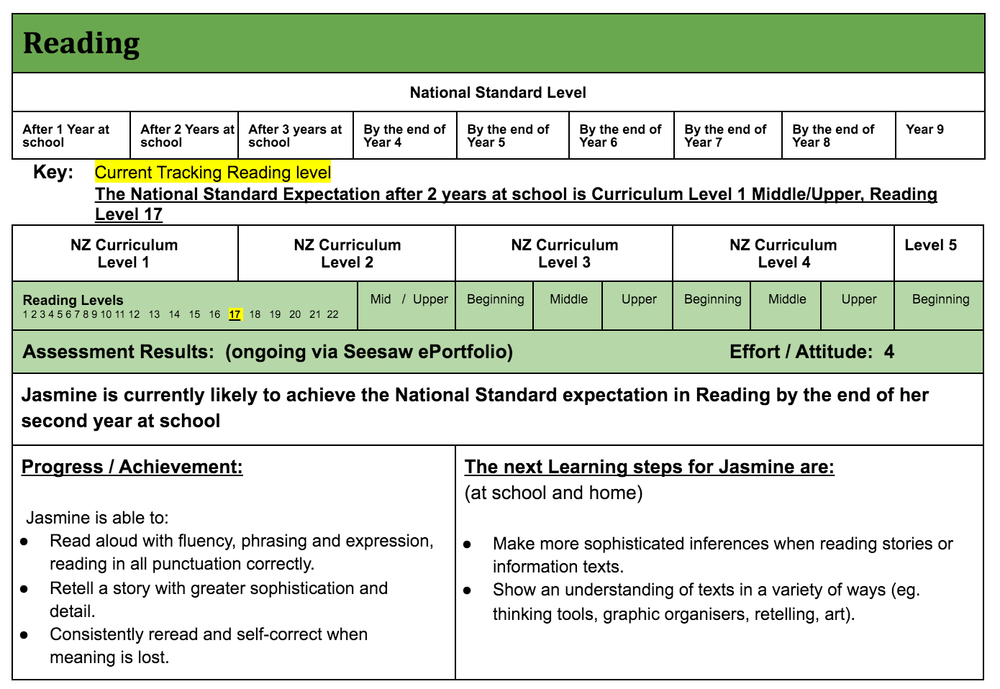 Reading
National Standard Level
After 1 Year at school
After 2 Years at school
After 3 years at school
By the end of Year 4
By the end of Year 5
By the end of Year 6
By the end of Year 7
By the end of Year 8
Year 9
Key: Current Tracking Reading level
The National Standard Expectation after 2 years at school is Curriculum Level 1 Middle/Upper, Reading
Level 17
NZ Curriculum
Level 1
NZ Curriculum
Level 2
NZ Curriculum
Level 3
NZ Curriculum
Level 4
Level 5
Reading Levels
1 2 3 4 5 6 7 8 9 10 11 12 13 14 15 16 17 18 19 20 21 22
Mid / Upper
Beginning
Middle
Upper
Beginning
Middle
Upper
Beginning
Assessment Results: (ongoing via Seesaw ePortfolio) Effort / Attitude: 4
Jasmine is currently likely to achieve the National Standard expectation in Reading by the end of her
second year at school
Progress / Achievement:
Jasmine is able to:
● Read aloud with fluency, phrasing and expression,
reading in all punctuation correctly.
● Retell a story with greater sophistication and
detail.
● Consistently reread and self-correct when
meaning is lost.
The next Learning steps for Jasmine are:
(at school and home)
● Make more sophisticated inferences when reading stories or
information texts.
● Show an understanding of texts in a variety of ways (eg.
thinking tools, graphic organisers, retelling, art).